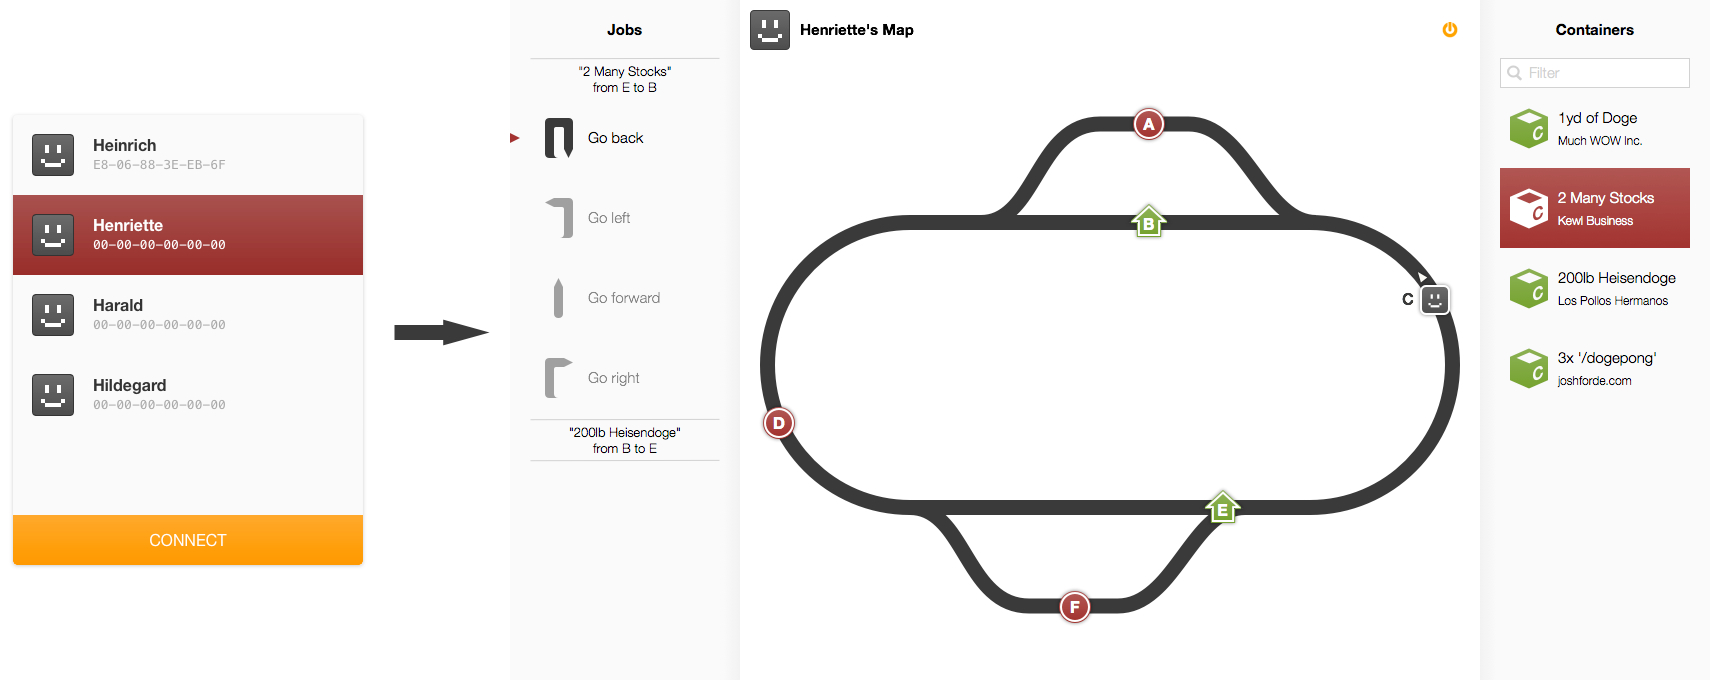 Heinrich
E8-06-88-3E-EB-6F
Henriette
00-00-00-00-00-00
Harald
00-00-00-00-00-00
Hildegard
00-00-00-00-00-00
CONNECT
Jobs
"2 Many Stocks"
from E to B
Go back
Go left
Go forward
Go right
"200lb Heisendoge"
from B to E
Henriette's Map
A
B
C
D
E
F
Containers
Filter
1yd of Doge
Much WOW Inc.
2 Many Stocks
Kewl Business
200lb Heisendoge
Los Pollos Hermanos
3x '/dogepong'
joshforde.com